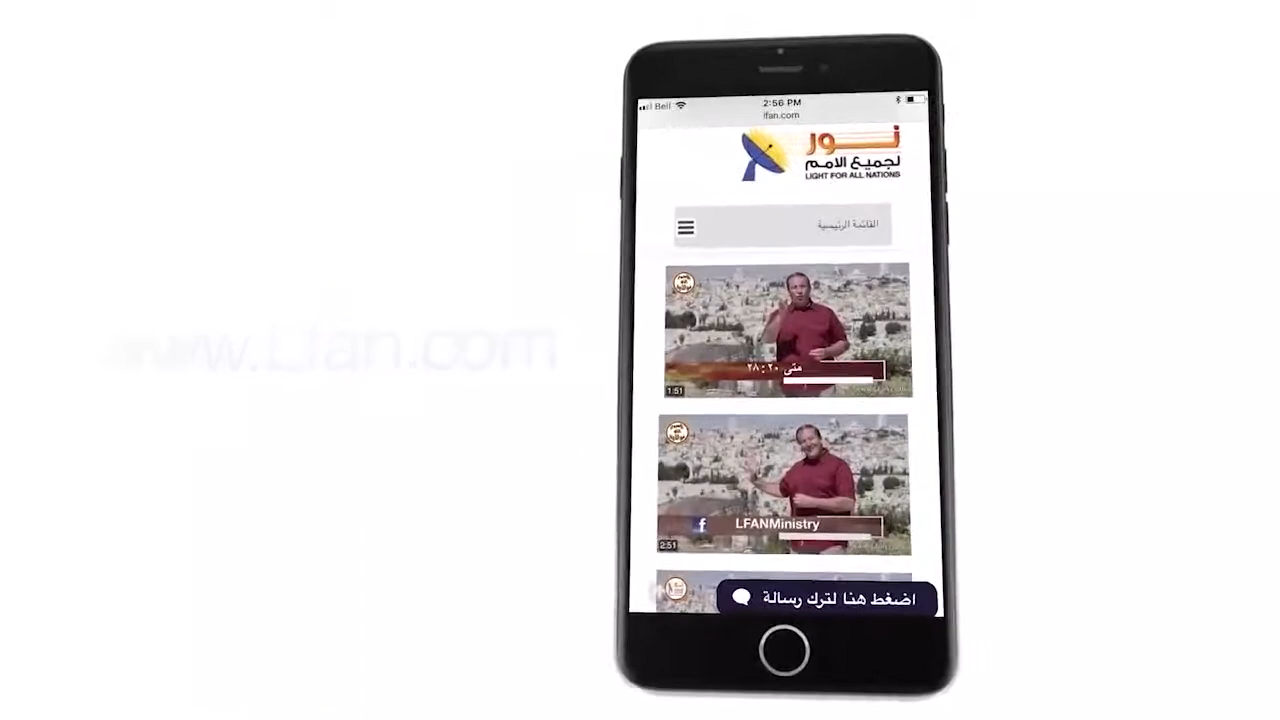 www.Lfan.com
Bell
2:56 PM
lfan.com
نور
لجميع الامم
LIGHT FOR ALL NATIONS
القائمة الرئيسية
متى ٢٨:٢٠
1:51
LFANMinistry
2:51
اضغط هنا لترك رسالة